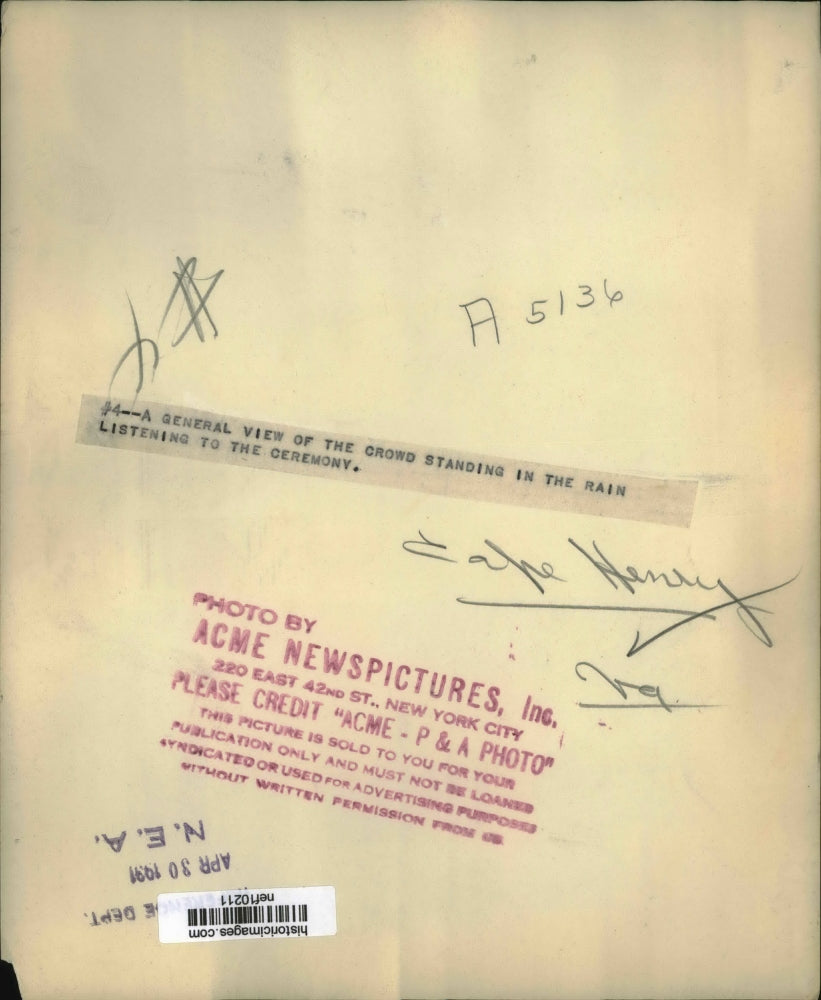 A 5136
#4--A GENERAL VIEW OF THE CROWD STANDING IN THE RAIN
LISTENING TO THE CEREMONY.
Cape Henry
Va.
PHOTO BY
ACME NEWSPICTURES, Inc.
220 EAST 42ND ST., NEW YORK CITY
PLEASE CREDIT "ACME - P & A PHOTO"
THIS PICTURE IS SOLD TO YOU FOR YOUR
PUBLICATION ONLY AND MUST NOT BE LOANED
SYNDICATED OR USED FOR ADVERTISING PURPOSES
WITHOUT WRITTEN PERMISSION FROM US.
N.E.A.
APR 30 1931
DEPT.
historicimages.com
nef10211